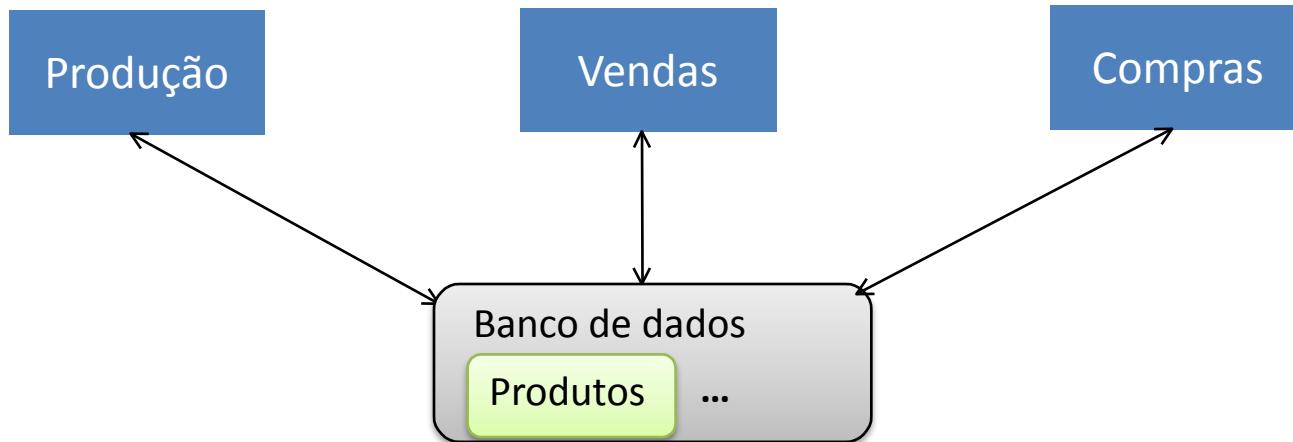 Produção
Vendas
Compras
Banco de dados
Produtos ...